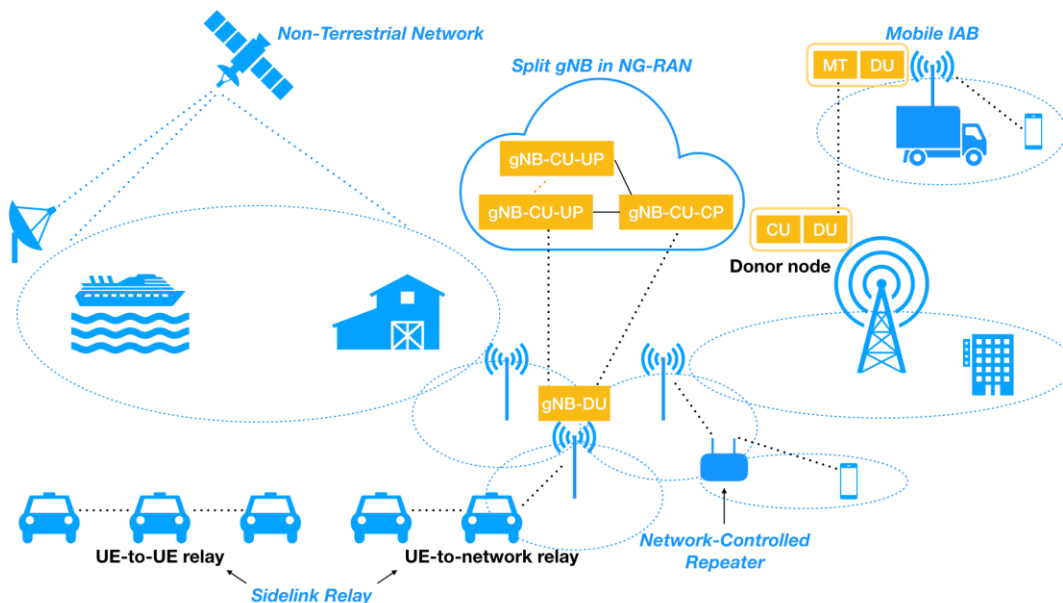 Non-Terrestrial Network
Split gNB in NG-RAN
Mobile IAB
MT DU
gNB-CU-UP
gNB-CU-UP
gNB-CU-CP
CU DU
Donor node
gNB-DU
UE-to-UE relay
UE-to-network relay
Sidelink Relay
Network-Controlled
Repeater